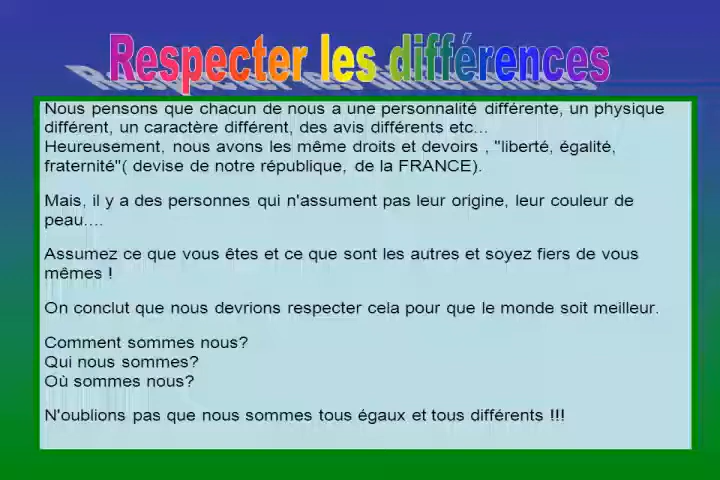 Respecter les différences
Nous pensons que chacun de nous a une personnalité différente, un physique
différent, un caractère différent, des avis différents etc...
Heureusement, nous avons les même droits et devoirs , "liberté, égalité,
fraternité"( devise de notre république, de la FRANCE).
Mais, il y a des personnes qui n'assument pas leur origine, leur couleur de
peau....
Assumez ce que vous êtes et ce que sont les autres et soyez fiers de vous
mêmes !
On conclut que nous devrions respecter cela pour que le monde soit meilleur.
Comment sommes nous?
Qui nous sommes?
Où sommes nous?
N'oublions pas que nous sommes tous égaux et tous différents !!!